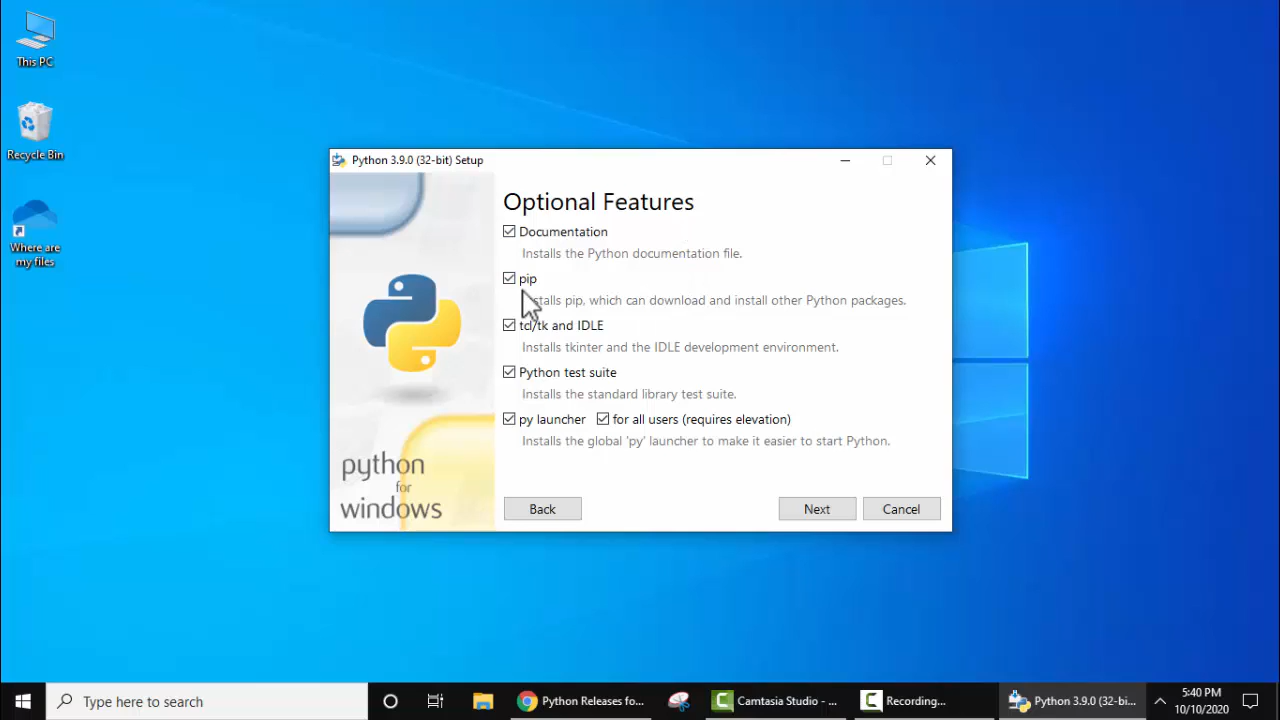 This PC
Recycle Bin
Where are
my files
Python 3.9.0 (32-bit) Setup
Optional Features
Documentation
Installs the Python documentation file.
pip
stalls pip, which can download and install other Python packages.
tcl/tk and IDLE
Installs tkinter and the IDLE development environment.
Python test suite
Installs the standard library test suite.
py launcher for all users (requires elevation)
Installs the global 'py' launcher to make it easier to start Python.
python
for
windows
Back
Next
Cancel
Type here to search
Python Releases fo...
Camtasia Studio - ...
Recording...
Python 3.9.0 (32-bi...
5:40 PM
10/10/2020